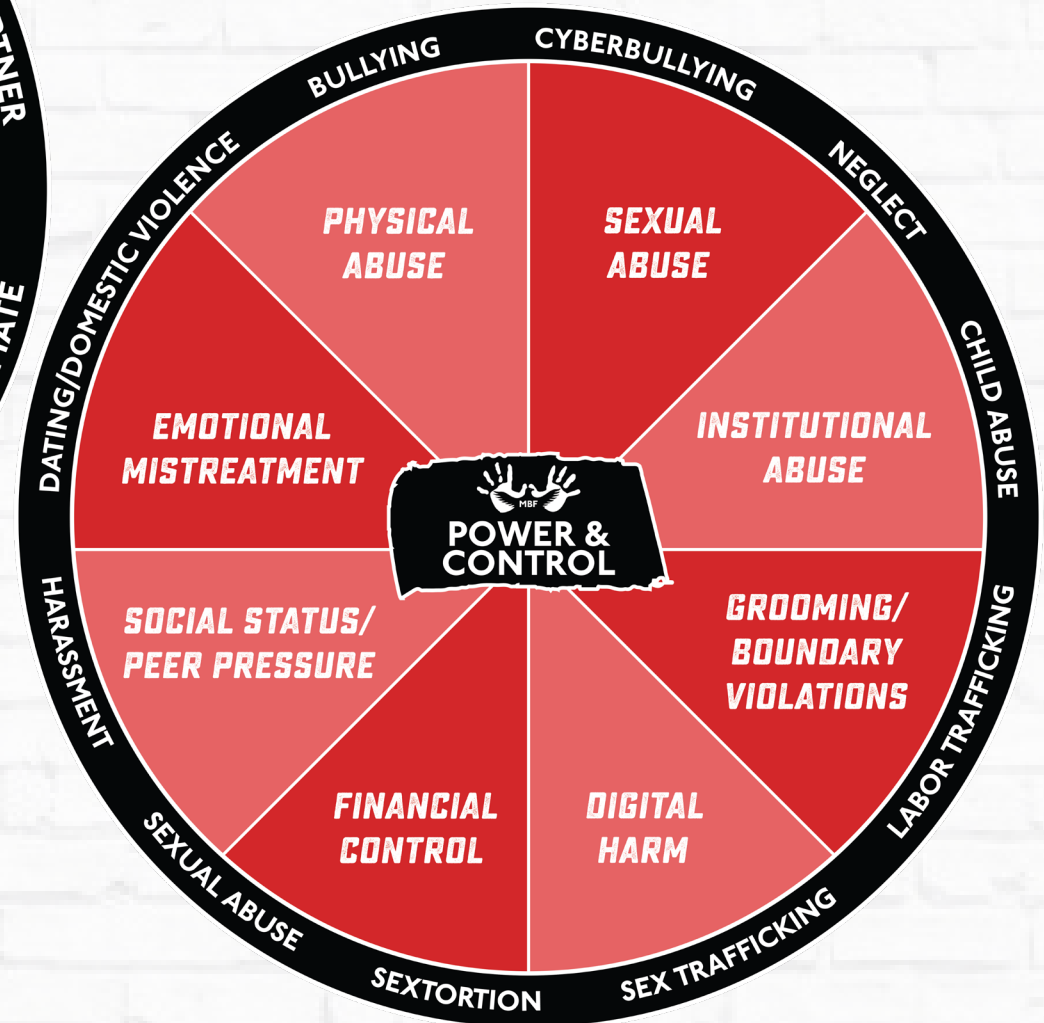 BULLYING
CYBERBULLYING
NEGLECT
CHILD ABUSE
LABOR TRAFFICKING
SEX TRAFFICKING
SEXTORTION
SEXUAL ABUSE
HARASSMENT
DATING/DOMESTIC VIOLENCE
PHYSICAL
ABUSE
SEXUAL
ABUSE
INSTITUTIONAL
ABUSE
GROOMING/
BOUNDARY
VIOLATIONS
DIGITAL
HARM
FINANCIAL
CONTROL
SOCIAL STATUS/
PEER PRESSURE
EMOTIONAL
MISTREATMENT
MBF
POWER &
CONTROL